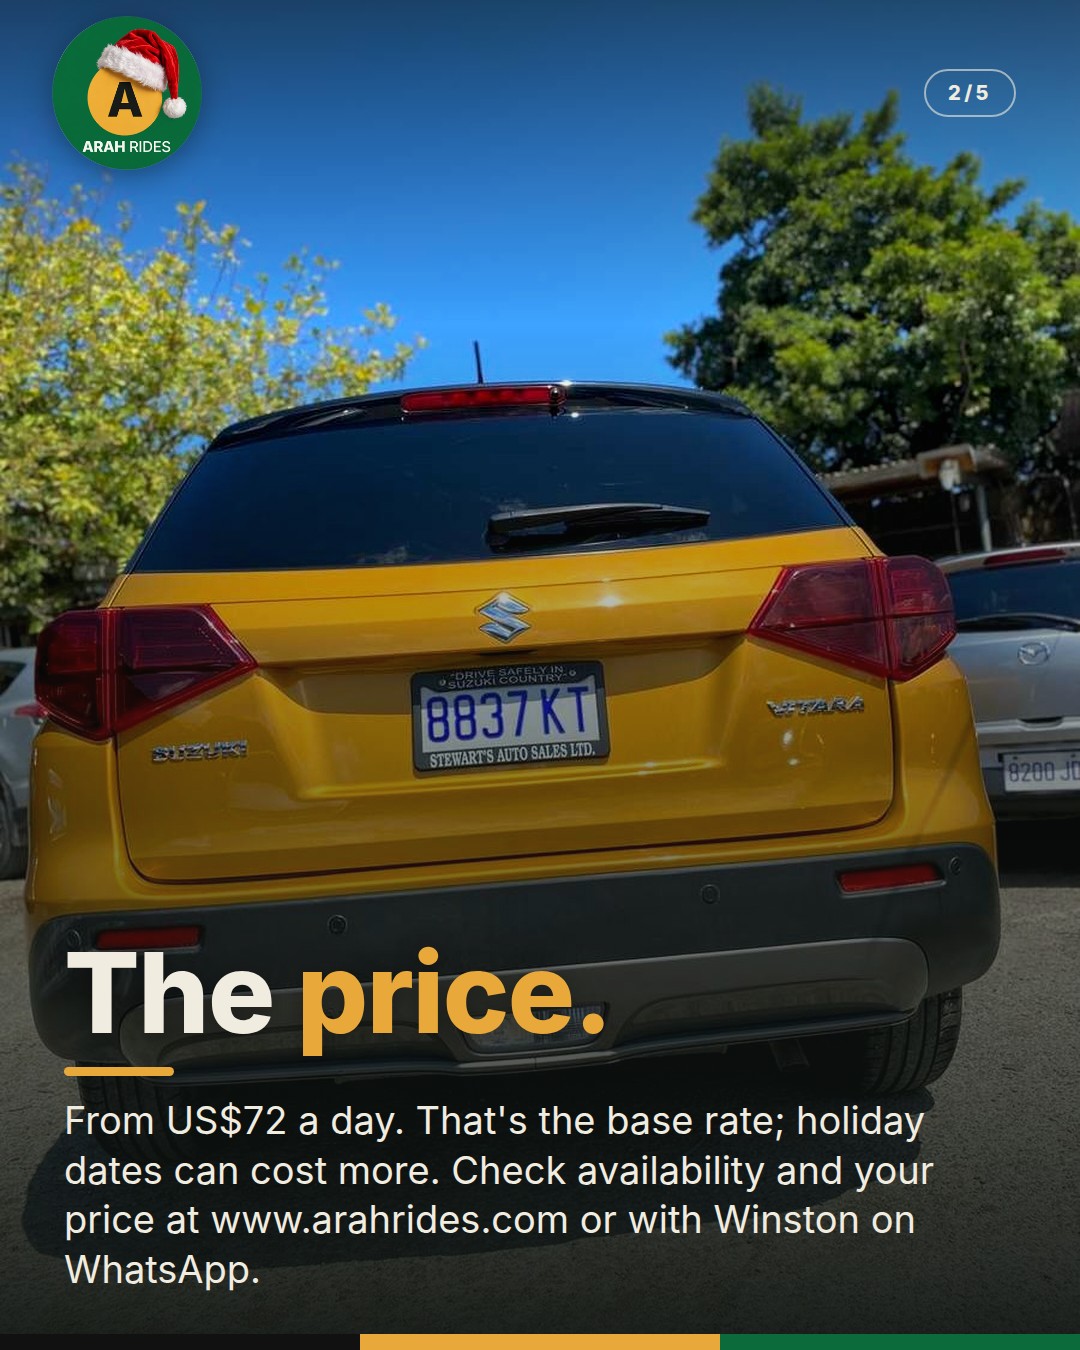 A
ARAH RIDES
2/5
"DRIVE SAFELY IN
SUZUKI COUNTRY"
8837 KT
STEWART'S AUTO SALES LTD.
SUZUKI
VITARA
8200 JD
The price.
From US$72 a day. That's the base rate; holiday
dates can cost more. Check availability and your
price at www.arahrides.com or with Winston on
WhatsApp.